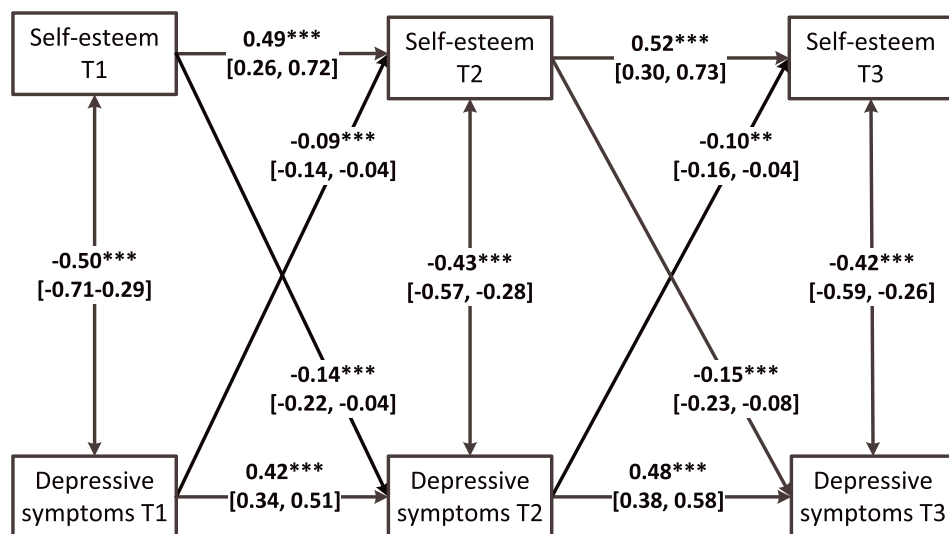 Self-esteem
T1
0.49***
[0.26, 0.72]
Self-esteem
T2
0.52***
[0.30, 0.73]
Self-esteem
T3
-0.09***
[-0.14, -0.04]
-0.10**
[-0.16, -0.04]
-0.50***
[-0.71-0.29]
-0.43***
[-0.57, -0.28]
-0.42***
[-0.59, -0.26]
-0.14***
[-0.22, -0.04]
-0.15***
[-0.23, -0.08]
Depressive
symptoms T1
0.42***
[0.34, 0.51]
Depressive
symptoms T2
0.48***
[0.38, 0.58]
Depressive
symptoms T3